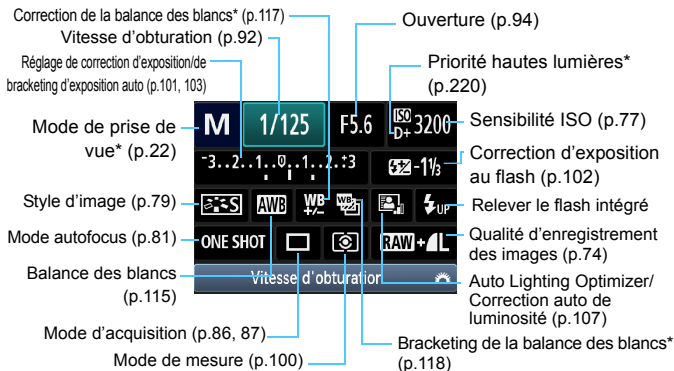 Correction de la balance des blancs* (p.117)
Vitesse d'obturation (p.92)
Ouverture (p.94)
Réglage de correction d'exposition/de
bracketing d'exposition auto (p.101, 103)
Priorité hautes lumières*
(p.220)
Mode de prise de
vue* (p.22)
M 1/125 F5.6 ISO D+ 3200
Sensibilité ISO (p.77)
-3..2..1..0..1..2.:3 -1⅓
Correction d'exposition
au flash (p.102)
Style d'image (p.79)
S AWB WB +/- WB UP
Relever le flash intégré
Mode autofocus (p.81)
ONE SHOT RAW+L
Qualité d'enregistrement
des images (p.74)
Balance des blancs
(p.115)
Vitesse d'obturation
Auto Lighting Optimizer/
Correction auto de
luminosité (p.107)
Mode d'acquisition (p.86, 87)
Bracketing de la balance des blancs*
(p.118)
Mode de mesure (p.100)